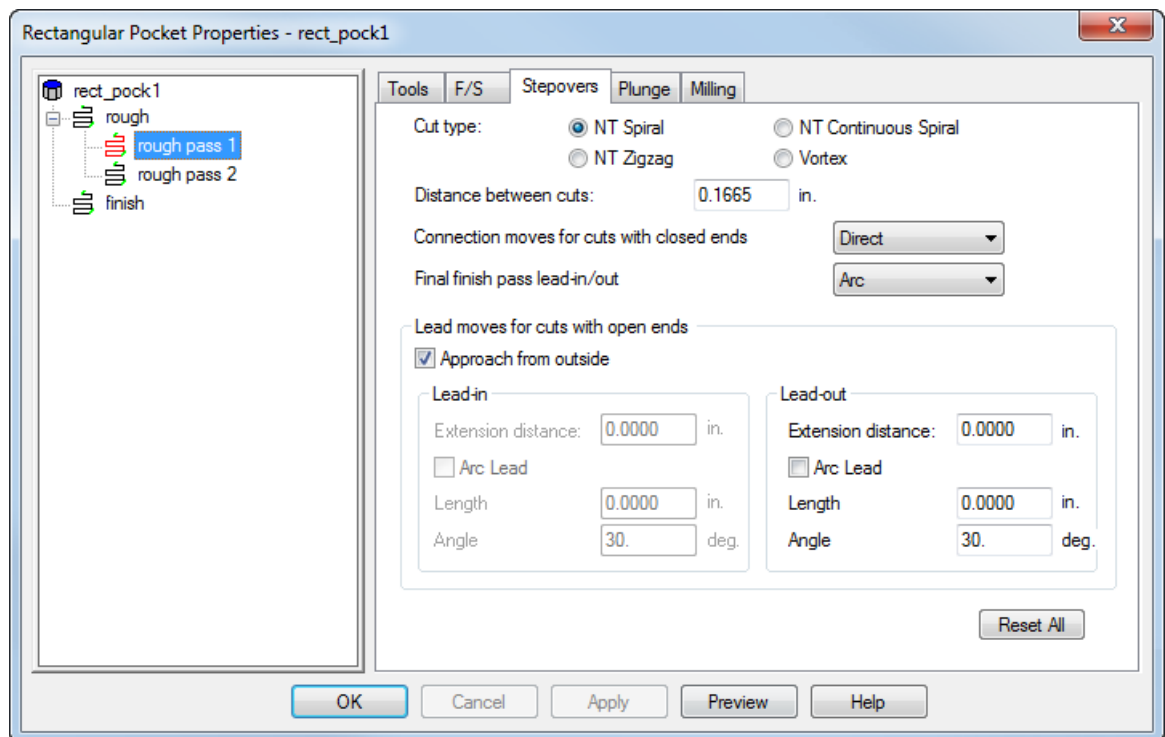 Rectangular Pocket Properties - rect_pock1
rect_pock1
rough
rough pass 1
rough pass 2
finish
Tools F/S Stepovers Plunge Milling
Cut type: NT Spiral NT Continuous Spiral
NT Zigzag Vortex
Distance between cuts: 0.1665 in.
Connection moves for cuts with closed ends Direct
Final finish pass lead-in/out Arc
Lead moves for cuts with open ends
Approach from outside
Lead-in
Extension distance: 0.0000 in.
Arc Lead
Length 0.0000 in.
Angle 30. deg.
Lead-out
Extension distance: 0.0000 in.
Arc Lead
Length 0.0000 in.
Angle 30. deg.
Reset All
OK Cancel Apply Preview Help